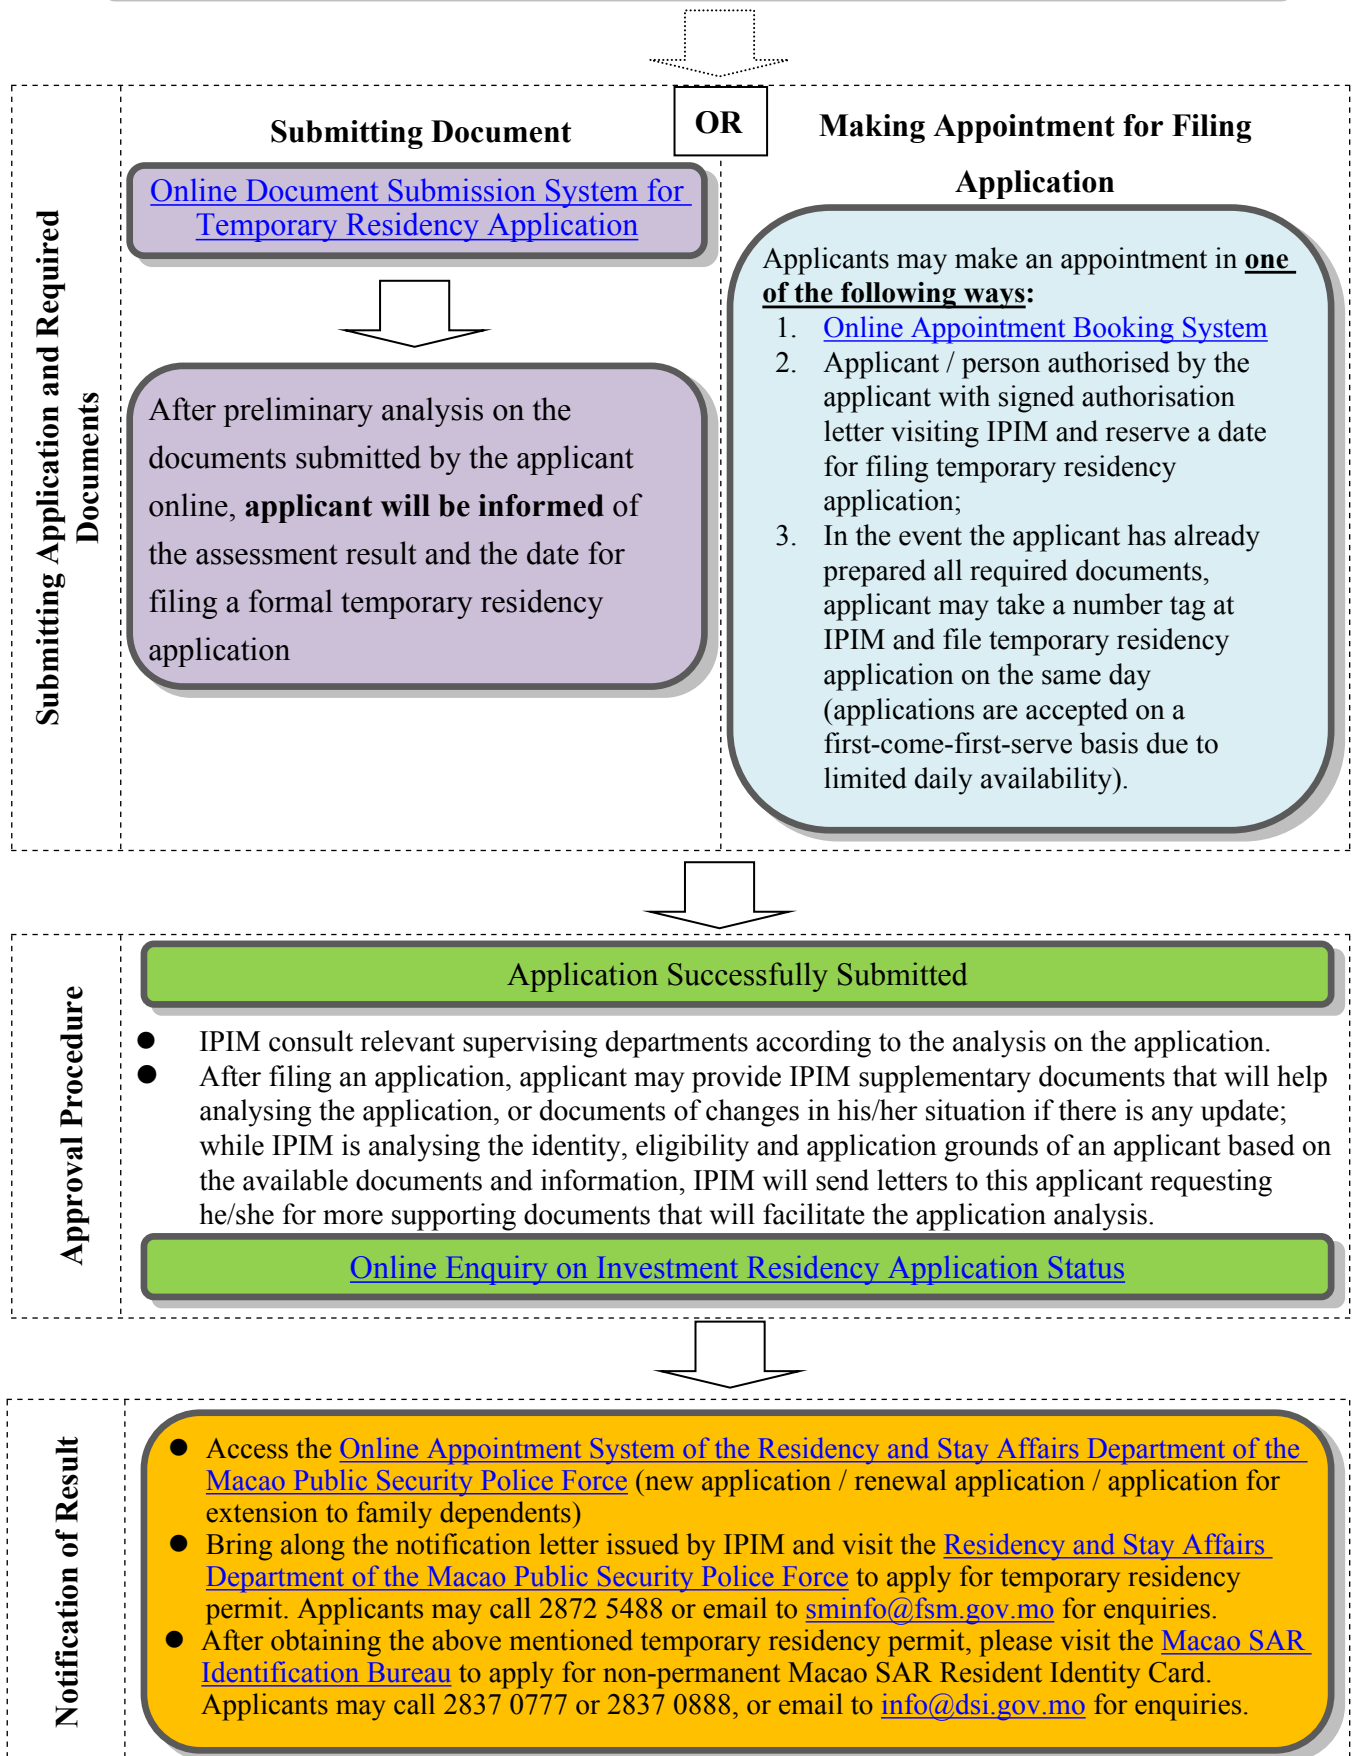 Submitting Application and Required
Documents
Submitting Document
Online Document Submission System for
Temporary Residency Application
After preliminary analysis on the
documents submitted by the applicant
online, applicant will be informed of
the assessment result and the date for
filing a formal temporary residency
application
OR
Making Appointment for Filing
Application
Applicants may make an appointment in one
of the following ways:
1. Online Appointment Booking System
2. Applicant / person authorised by the
applicant with signed authorisation
letter visiting IPIM and reserve a date
for filing temporary residency
application;
3. In the event the applicant has already
prepared all required documents,
applicant may take a number tag at
IPIM and file temporary residency
application on the same day
(applications are accepted on a
first-come-first-serve basis due to
limited daily availability).
Approval Procedure
Application Successfully Submitted
● IPIM consult relevant supervising departments according to the analysis on the application.
● After filing an application, applicant may provide IPIM supplementary documents that will help
analysing the application, or documents of changes in his/her situation if there is any update;
while IPIM is analysing the identity, eligibility and application grounds of an applicant based on
the available documents and information, IPIM will send letters to this applicant requesting
he/she for more supporting documents that will facilitate the application analysis.
Online Enquiry on Investment Residency Application Status
Notification of Result
● Access the Online Appointment System of the Residency and Stay Affairs Department of the
Macao Public Security Police Force (new application / renewal application / application for
extension to family dependents)
● Bring along the notification letter issued by IPIM and visit the Residency and Stay Affairs
Department of the Macao Public Security Police Force to apply for temporary residency
permit. Applicants may call 2872 5488 or email to sminfo@fsm.gov.mo for enquiries.
● After obtaining the above mentioned temporary residency permit, please visit the Macao SAR
Identification Bureau to apply for non-permanent Macao SAR Resident Identity Card.
Applicants may call 2837 0777 or 2837 0888, or email to info@dsi.gov.mo for enquiries.